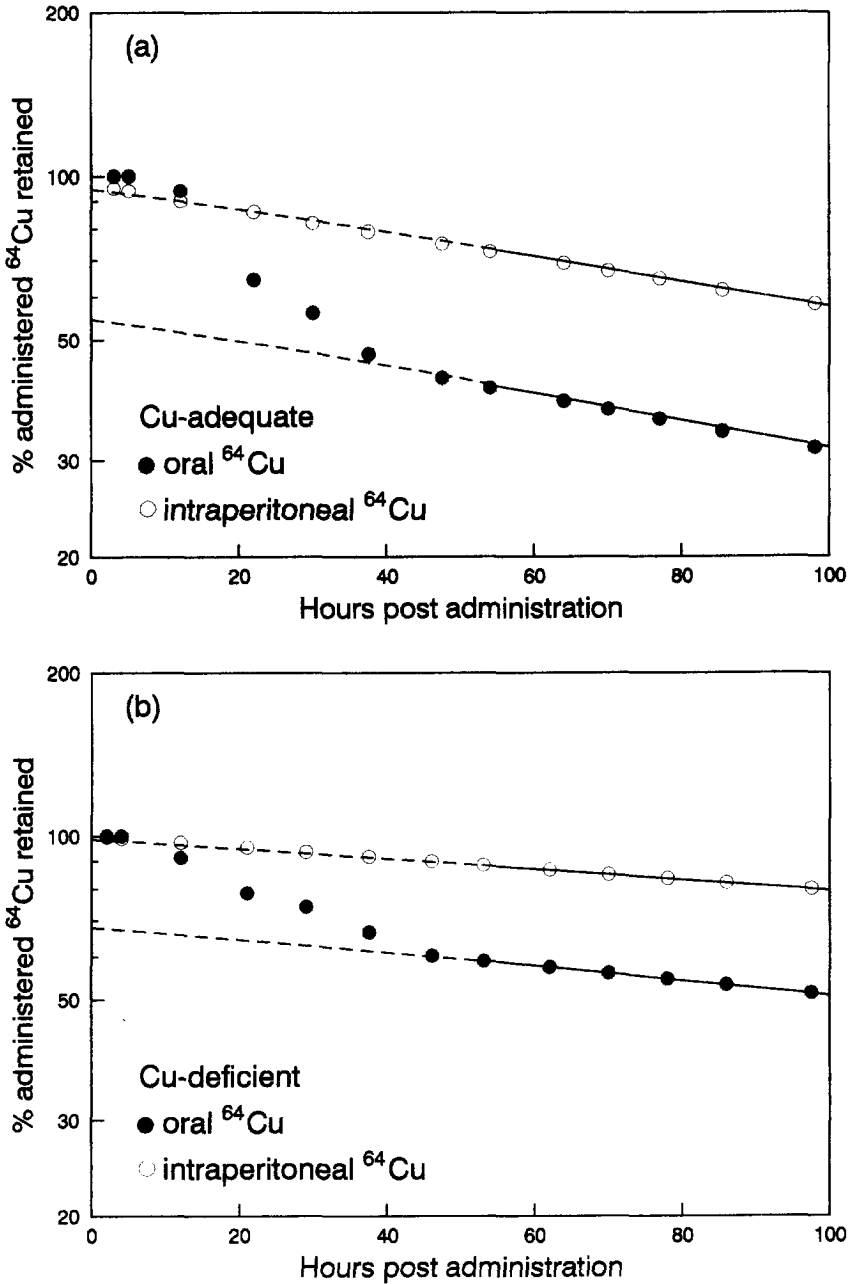 (a)
200
100
50
30
20
% administered ⁶⁴Cu retained
Cu-adequate
oral ⁶⁴Cu
intraperitoneal ⁶⁴Cu
0 20 40 60 80 100
Hours post administration
(b)
200
100
50
30
20
% administered ⁶⁴Cu retained
Cu-deficient
oral ⁶⁴Cu
intraperitoneal ⁶⁴Cu
0 20 40 60 80 100
Hours post administration